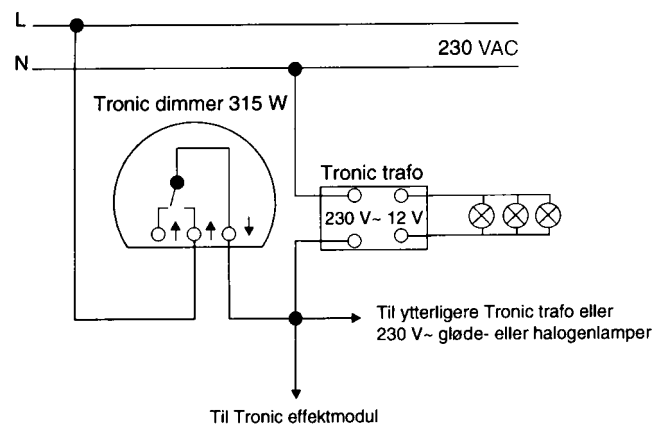 L
230 VAC
N
Tronic dimmer 315 W
Tronic trafo
230 V~ 12 V
Til ytterligere Tronic trafo eller
230 V~ gløde- eller halogenlamper
Til Tronic effektmodul